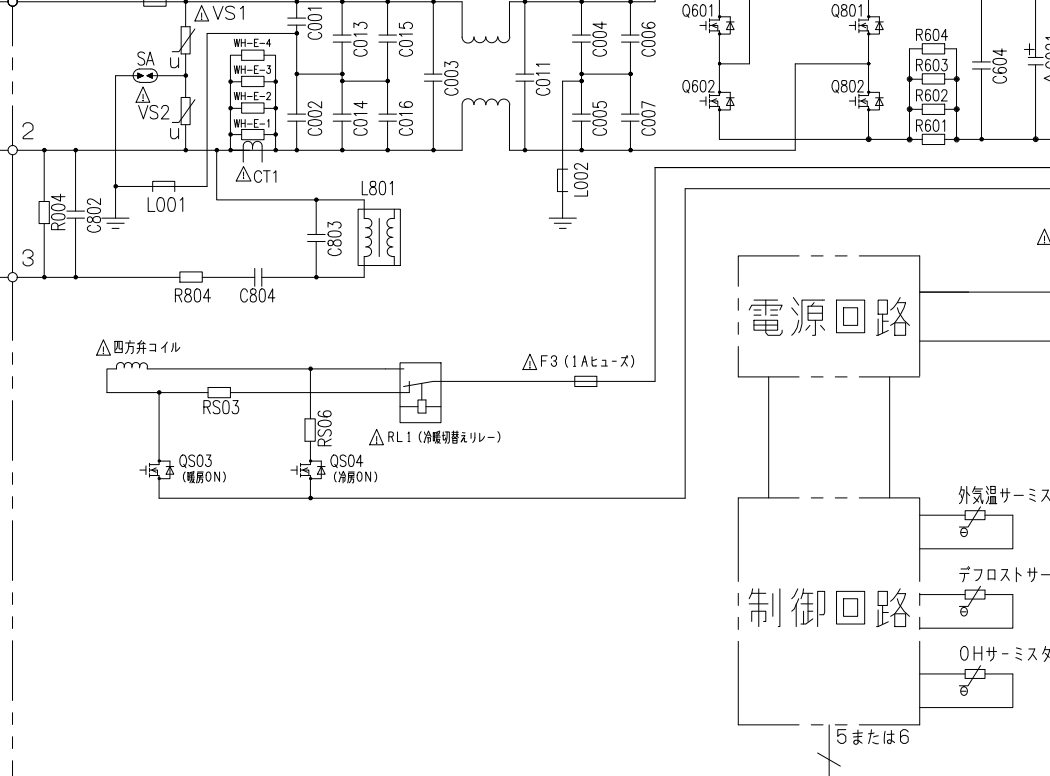 VS1
C001
C013
C015
C004
C006
Q601
Q801
R604
WH-E-4
SA
u
WH-E-3
C003
C011
R603
C604
VS2
WH-E-2
Q602
Q802
R602
u
WH-E-1
C002
C014
C016
C005
C007
R601
2
CT1
L002
L801
R004
C802
L001
C803
3
R804
C804
電源回路
四方弁コイル
F3 (1Aヒューズ)
RS03
RS06
RL1 (冷暖切替えリレー)
QS03
(暖房ON)
QS04
(冷房ON)
外気温サーミス
θ
デフロストサー
θ
制御回路
OHサーミスタ
θ
5または6